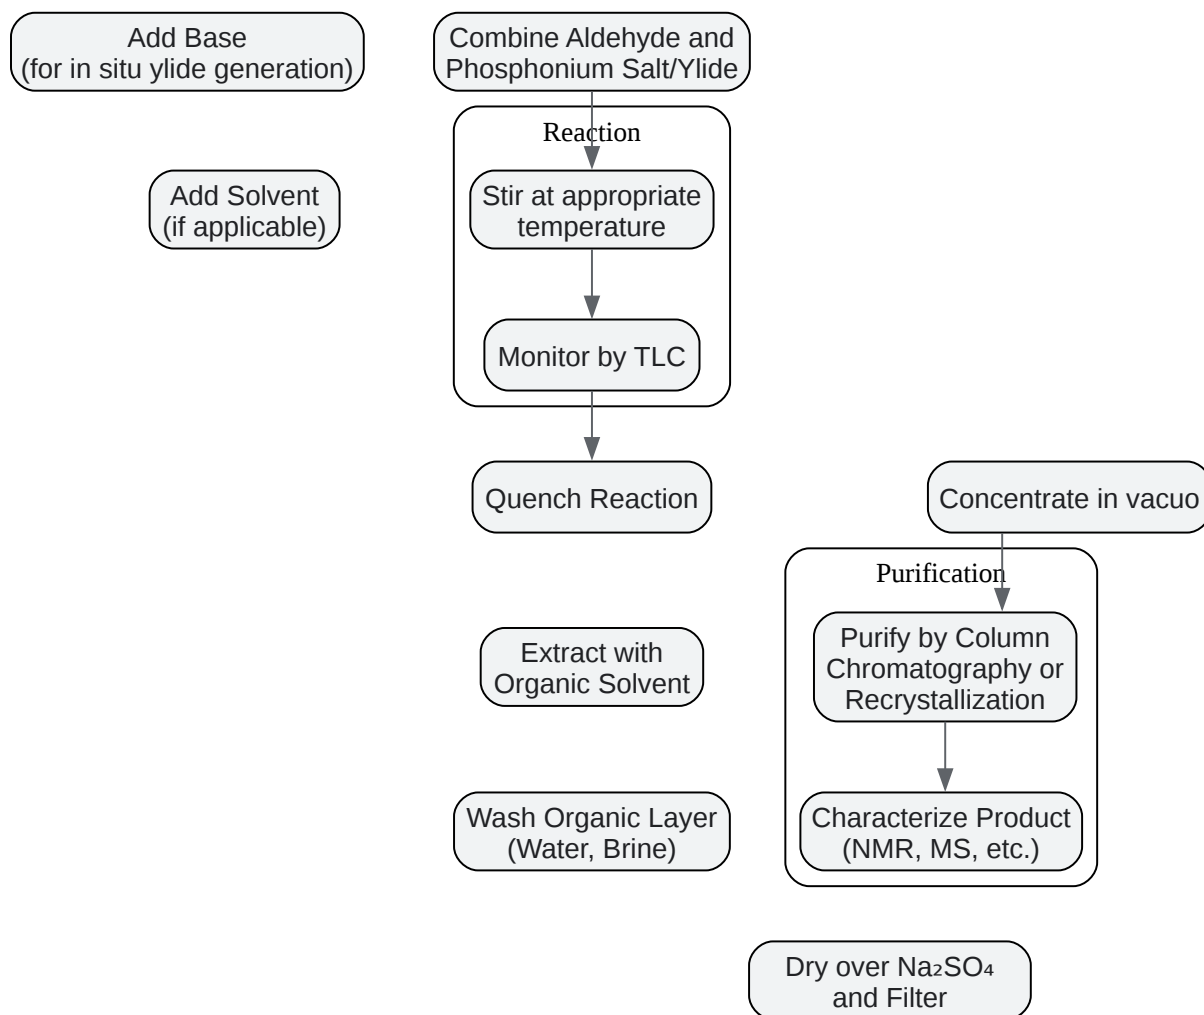 Add Base
(for in situ ylide generation)
Combine Aldehyde and
Phosphonium Salt/Ylide
Reaction
Add Solvent
(if applicable)
Stir at appropriate
temperature
Monitor by TLC
Quench Reaction
Concentrate in vacuo
Purification
Extract with
Organic Solvent
Purify by Column
Chromatography or
Recrystallization
Wash Organic Layer
(Water, Brine)
Characterize Product
(NMR, MS, etc.)
Dry over Na₂SO₄
and Filter